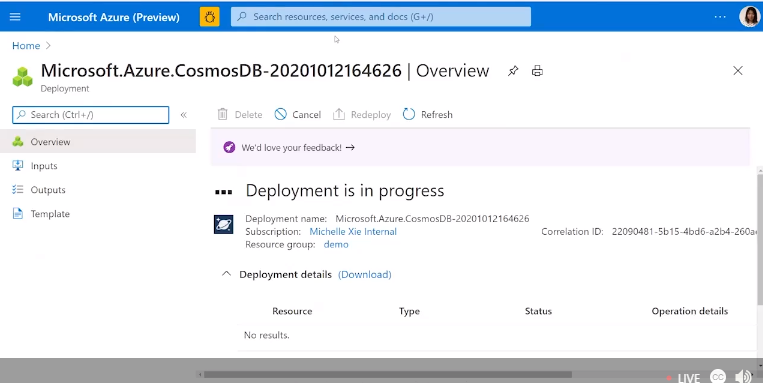 Microsoft Azure (Preview)
Search resources, services, and docs (G+/)
Home
Microsoft.Azure.CosmosDB-20201012164626 | Overview
Deployment
Search (Ctrl+/)
Delete
Cancel
Redeploy
Refresh
Overview
Inputs
Outputs
Template
We'd love your feedback! →
Deployment is in progress
Deployment name: Microsoft.Azure.CosmosDB-20201012164626
Subscription: Michelle Xie Internal
Correlation ID: 22090481-5b15-4bd6-a2b4-260a
Resource group: demo
Deployment details (Download)
Resource Type Status Operation details
No results.
LIVE
CC